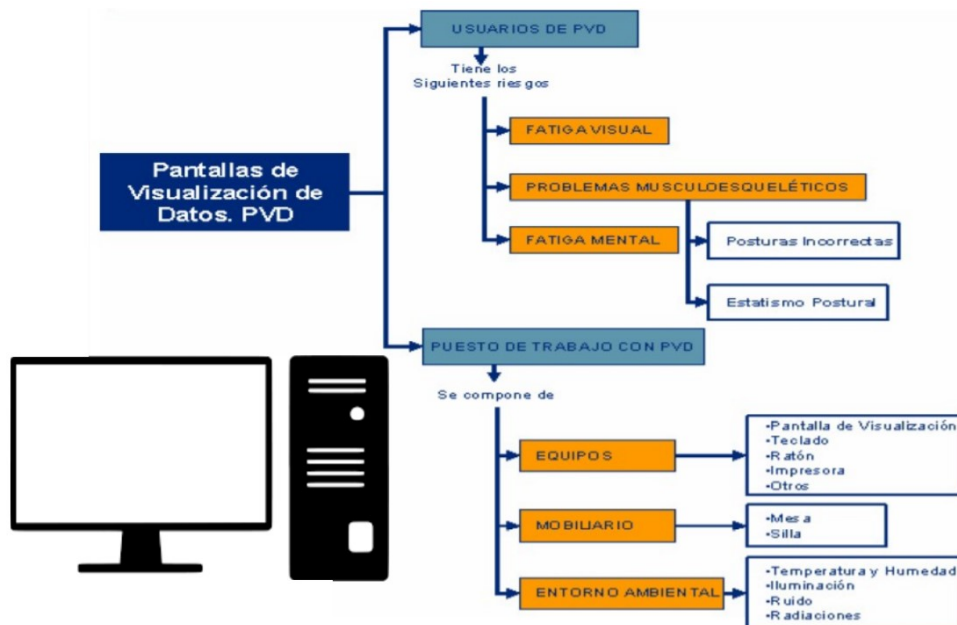 USUARIOS DE PVD
Tiene los
Siguientes riesgos
FATIGA VISUAL
Pantallas de
Visualización de
Datos. PVD
PROBLEMAS MUSCULOESQUELÉTICOS
FATIGA MENTAL
Posturas Incorrectas
Estatismo Postural
PUESTO DE TRABAJO CON PVD
Se compone de
EQUIPOS
•Pantalla de Visualización
•Teclado
•Ratón
•Impresora
•Otros
MOBILIARIO
•Mesa
•Silla
ENTORNO AMBIENTAL
•Temperatura y Humedad
•Iluminación
•Ruido
•Radiaciones